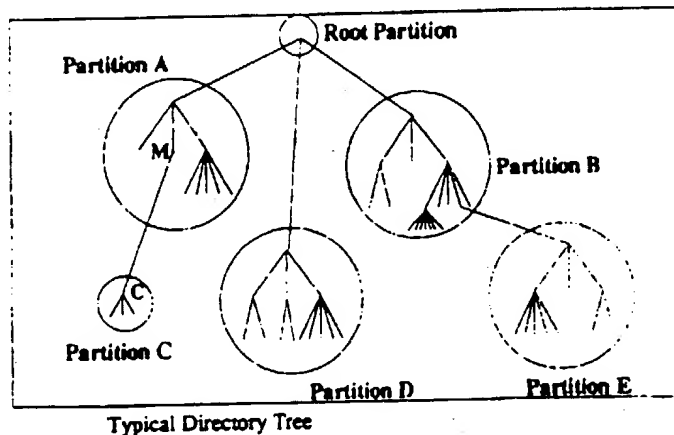 Root Partition
Partition A
M
Partition B
C
Partition C
Partition D
Partition E
Typical Directory Tree